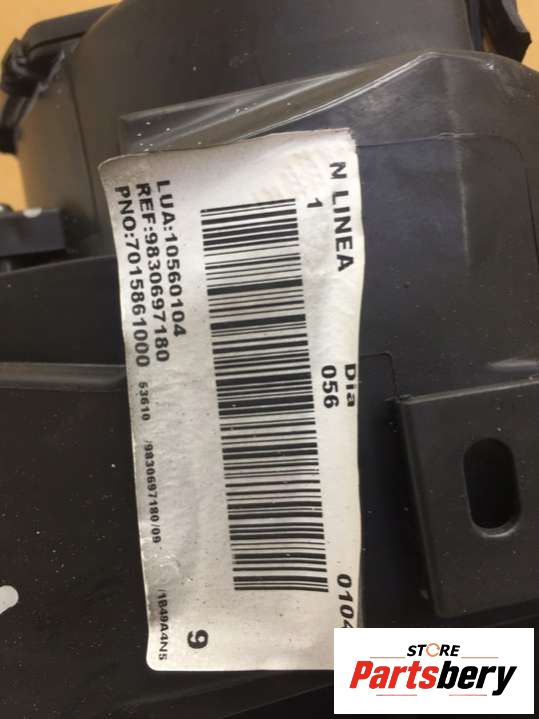 N LINEA
Dia
0104
1
056
LUA:10560104
REF:9830697180
PNO:7015861000
53610
/9830697180/09
/1B49A4N5
9
STORE
Partsbery